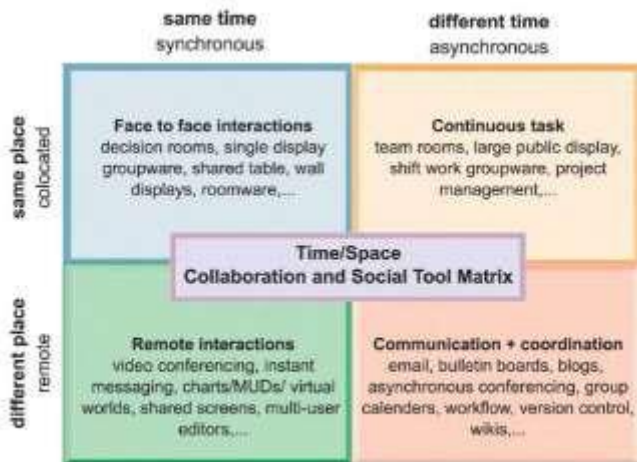 same time
synchronous
different time
asynchronous
same place
colocated
Face to face interactions
decision rooms, single display
groupware, shared table, wall
displays, roomware,...
Continuous task
team rooms, large public display,
shift work groupware, project
management,...
Time/Space
Collaboration and Social Tool Matrix
different place
remote
Remote interactions
video conferencing, instant
messaging, charts/MUDs/ virtual
worlds, shared screens, multi-user
editors,...
Communication + coordination
email, bulletin boards, blogs,
asynchronous conferencing, group
calenders, workflow, version control,
wikis,...